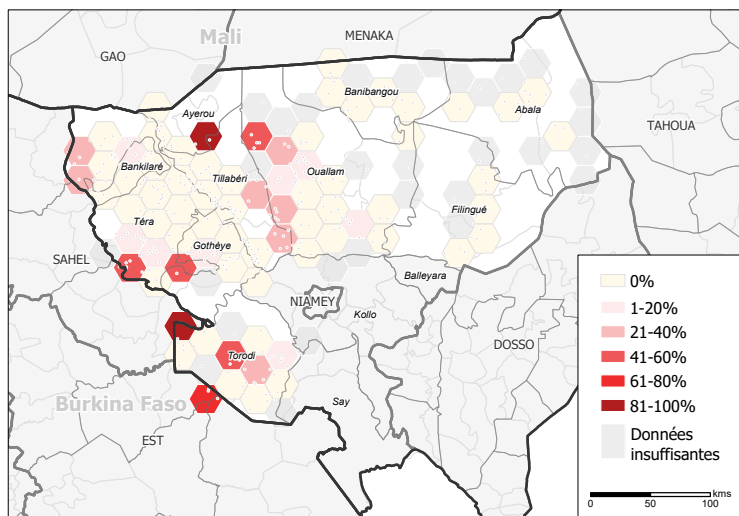 Mali
MENAKA
GAO
Banibangou
Abala
Ayerou
TAHOUA
Bankilaré
Tillabéri
Ouallam
Filingué
Téra
Gothèye
SAHEL
Balleyara
NIAMEY
Kollo
DOSSO
Torodi
Say
Burkina Faso
EST
0%
1-20%
21-40%
41-60%
61-80%
81-100%
Données
insuffisantes
kms
0 50 100